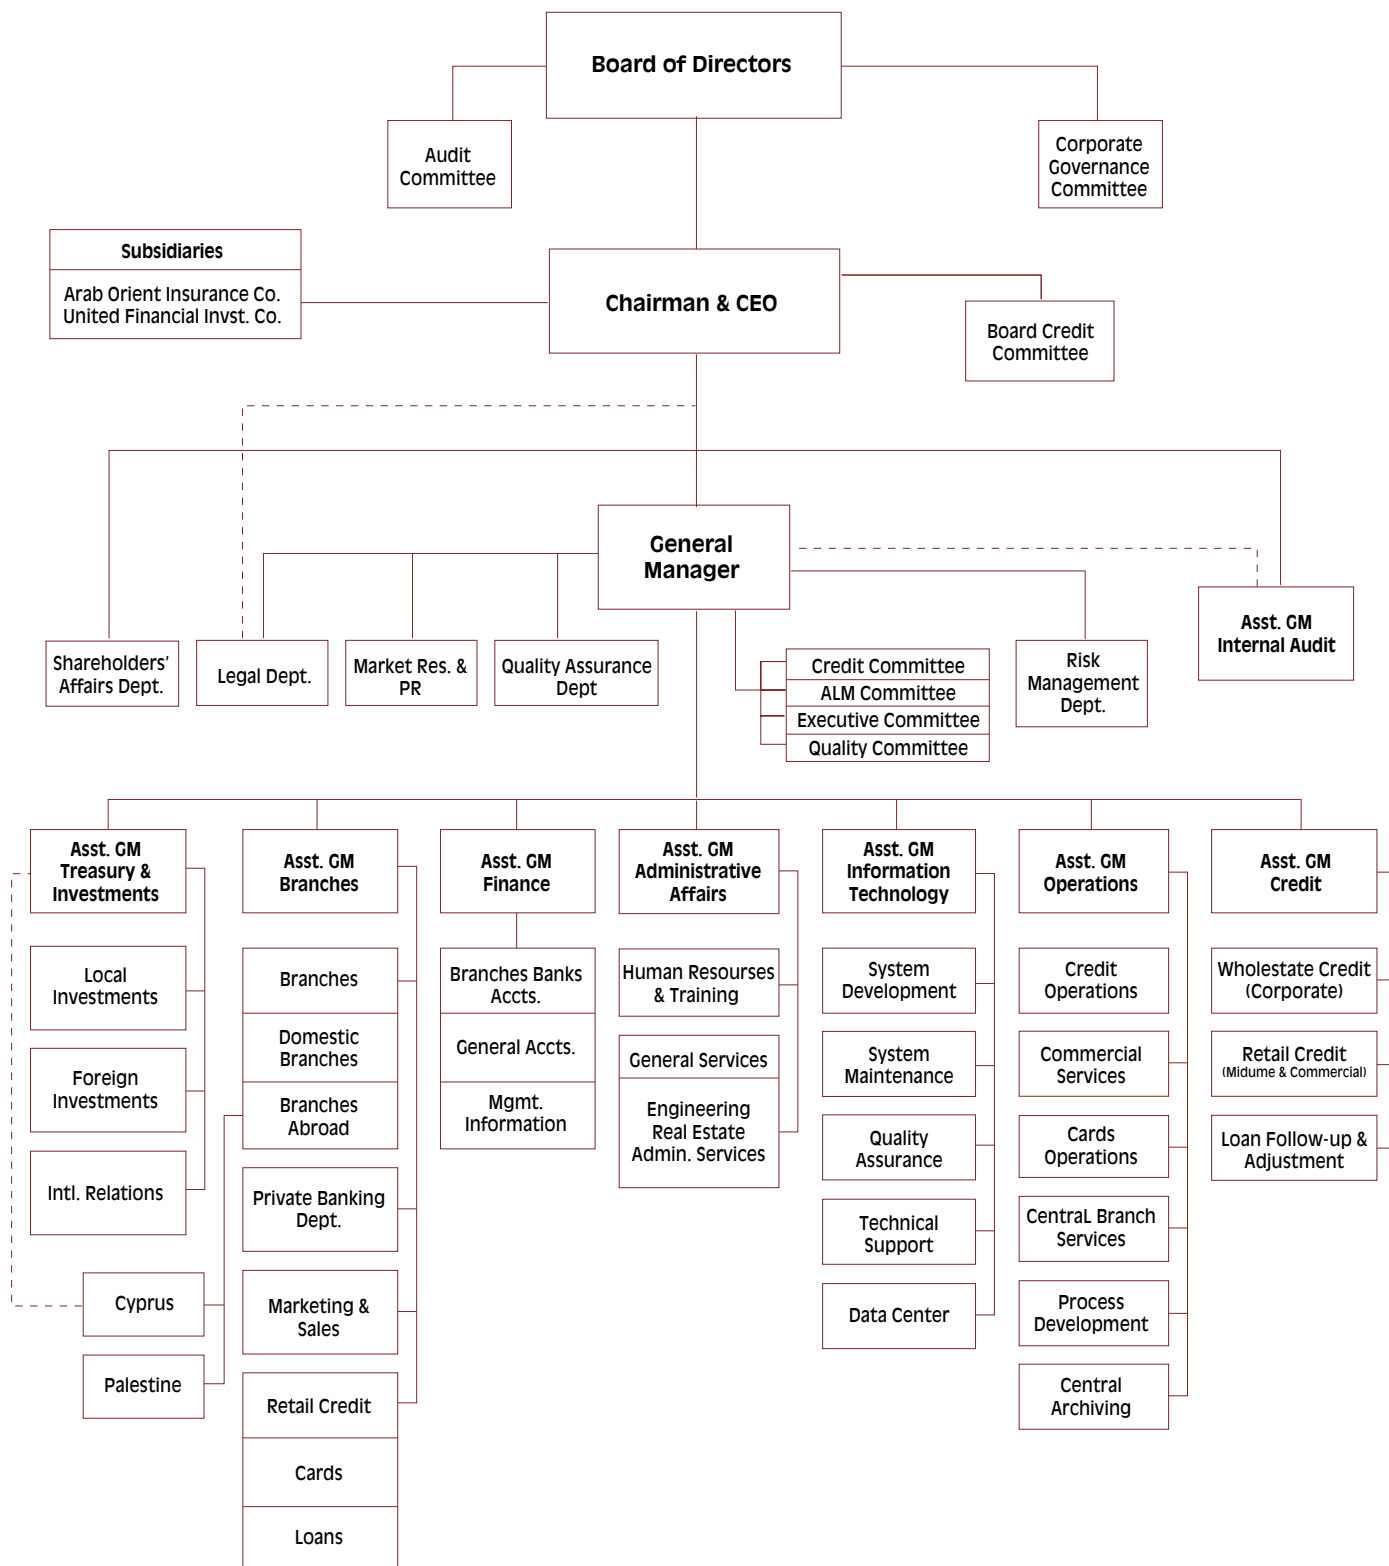 Board of Directors
Audit
Committee
Corporate
Governance
Committee
Subsidiaries
Arab Orient Insurance Co.
United Financial Invst. Co.
Chairman & CEO
Board Credit
Committee
General
Manager
Asst. GM
Internal Audit
Shareholders'
Affairs Dept.
Legal Dept.
Market Res. &
PR
Quality Assurance
Dept
Credit Committee
ALM Committee
Executive Committee
Quality Committee
Risk
Management
Dept.
Asst. GM
Treasury &
Investments
Local
Investments
Foreign
Investments
Intl. Relations
Cyprus
Palestine
Asst. GM
Branches
Branches
Domestic
Branches
Branches
Abroad
Private Banking
Dept.
Marketing &
Sales
Retail Credit
Cards
Loans
Asst. GM
Finance
Branches Banks
Accts.
General Accts.
Mgmt.
Information
Asst. GM
Administrative
Affairs
Human Resourses
& Training
General Services
Engineering
Real Estate
Admin. Services
Asst. GM
Information
Technology
System
Development
System
Maintenance
Quality
Assurance
Technical
Support
Data Center
Asst. GM
Operations
Credit
Operations
Commercial
Services
Cards
Operations
CentraL Branch
Services
Process
Development
Central
Archiving
Asst. GM
Credit
Wholestate Credit
(Corporate)
Retail Credit
(Midume & Commercial)
Loan Follow-up &
Adjustment